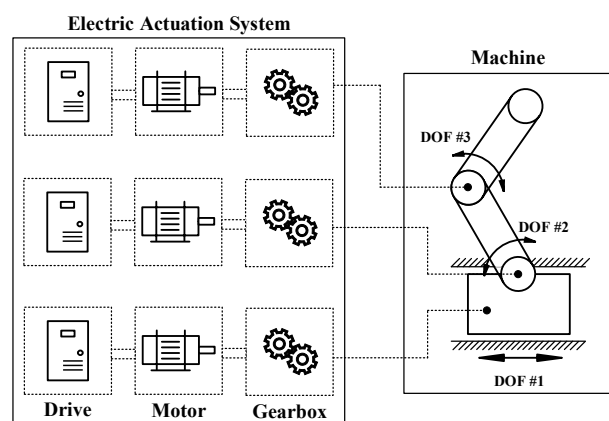 Electric Actuation System
Machine
DOF #3
DOF #2
DOF #1
Drive
Motor
Gearbox